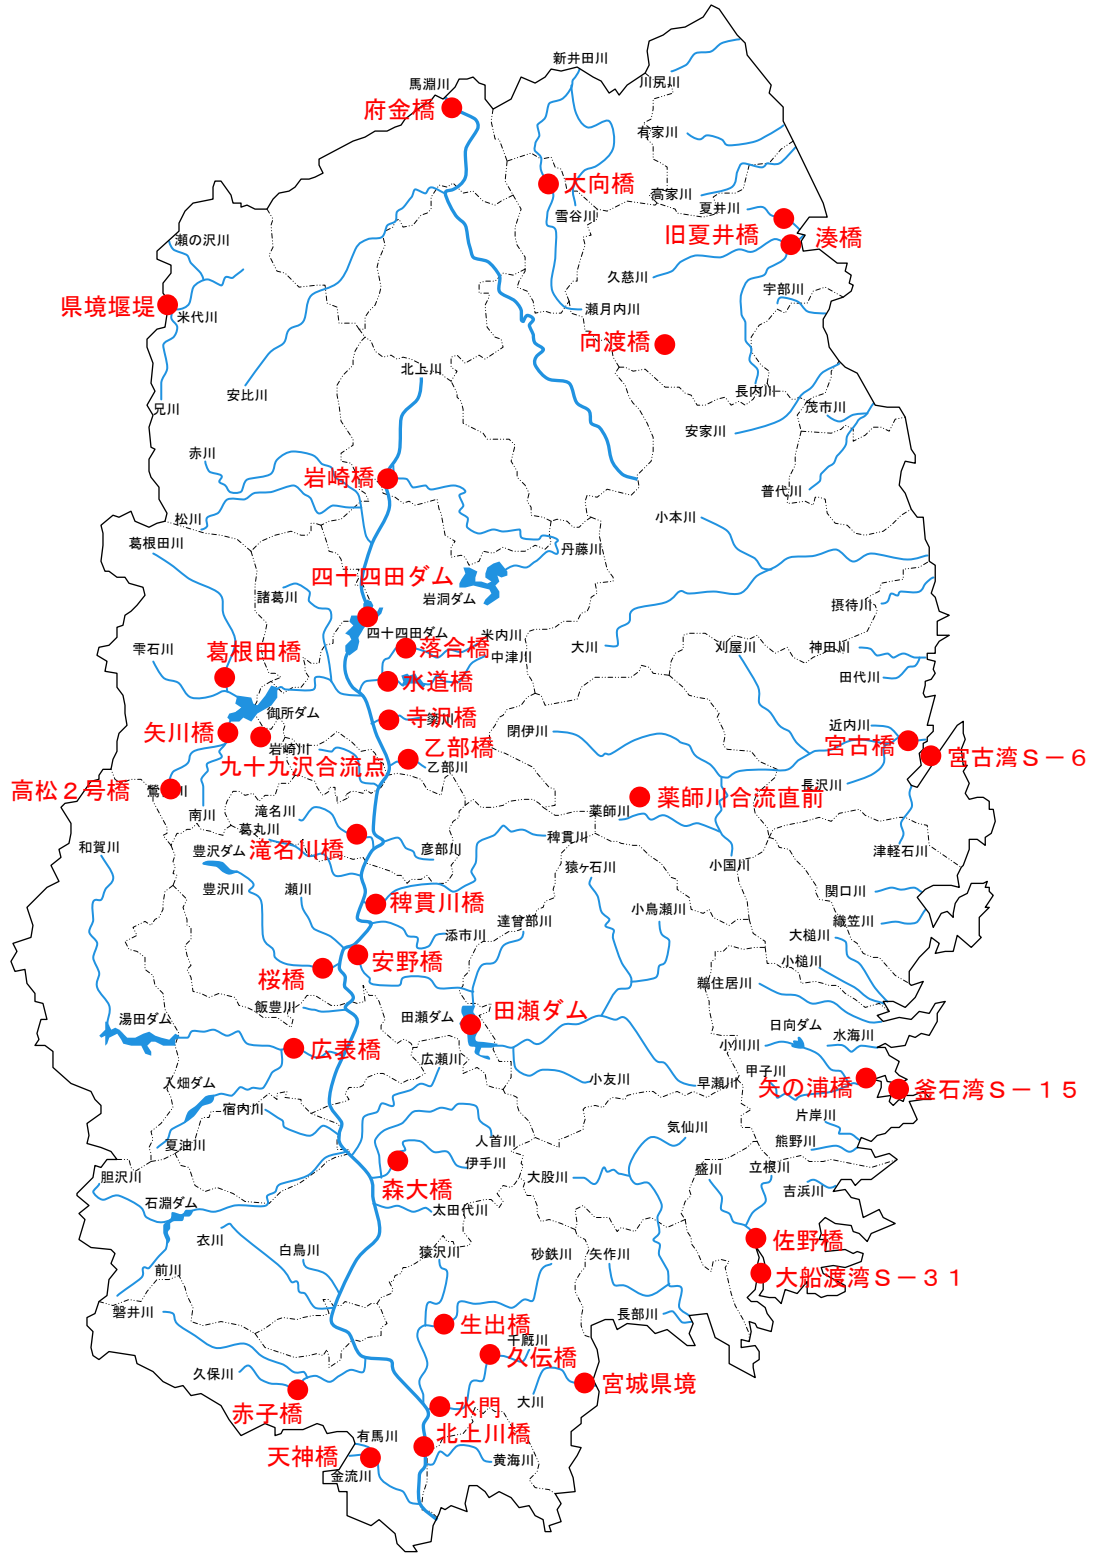 新井田川
川尻川
馬淵川
府金橋
有家川
大向橋
高家川
雪谷川
夏井川
旧夏井橋
湊橋
瀬の沢川
久慈川
宇部川
県境堰堤
米代川
瀬月内川
向渡橋
北上川
安比川
長内川
兄川
茂市川
安家川
赤川
岩崎橋
普代川
松川
小本川
葛根田川
丹藤川
四十四田ダム
諸葛川
岩洞ダム
摂待川
四十四田ダム
米内川
雫石川
葛根田橋
落合橋
中津川
大川
刈屋川
神田川
水道橋
田代川
御所ダム
寺沢橋
閉伊川
近内川
矢川橋
岩崎川
乙部橋
宮古橋
宮古湾Ｓ－６
九十九沢合流点
乙部川
高松２号橋
長沢川
薬師川合流直前
滝名川
南川
薬師川
葛丸川
稗貫川
和賀川
豊沢ダム
滝名川橋
彦部川
津軽石川
猿ヶ石川
小国川
豊沢川
瀬川
稗貫川橋
関口川
小烏瀬川
達曾部川
織笠川
添市川
大槌川
桜橋
安野橋
小槌川
鵜住居川
飯豊川
田瀬ダム
田瀬ダム
湯田ダム
日向ダム
水海川
広表橋
小川川
広瀬川
甲子川
入畑ダム
小友川
早瀬川
矢の浦橋
釜石湾Ｓ－１５
宿内川
片岸川
気仙川
夏油川
人首川
熊野川
伊手川
胆沢川
森大橋
大股川
盛川
立根川
吉浜川
石淵ダム
太田代川
衣川
白鳥川
猿沢川
砂鉄川
矢作川
佐野橋
前川
大船渡湾Ｓ－３１
磐井川
生出橋
長部川
千厩川
久保川
久伝橋
宮城県境
赤子橋
水門
大川
有馬川
北上川橋
天神橋
黄海川
金流川